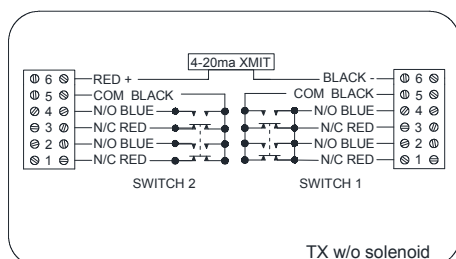 4-20ma XMIT
6 RED + BLACK - 6
5 COM BLACK COM BLACK 5
4 N/O BLUE N/O BLUE 4
3 N/C RED N/C RED 3
2 N/O BLUE N/O BLUE 2
1 N/C RED N/C RED 1
SWITCH 2 SWITCH 1
TX w/o solenoid